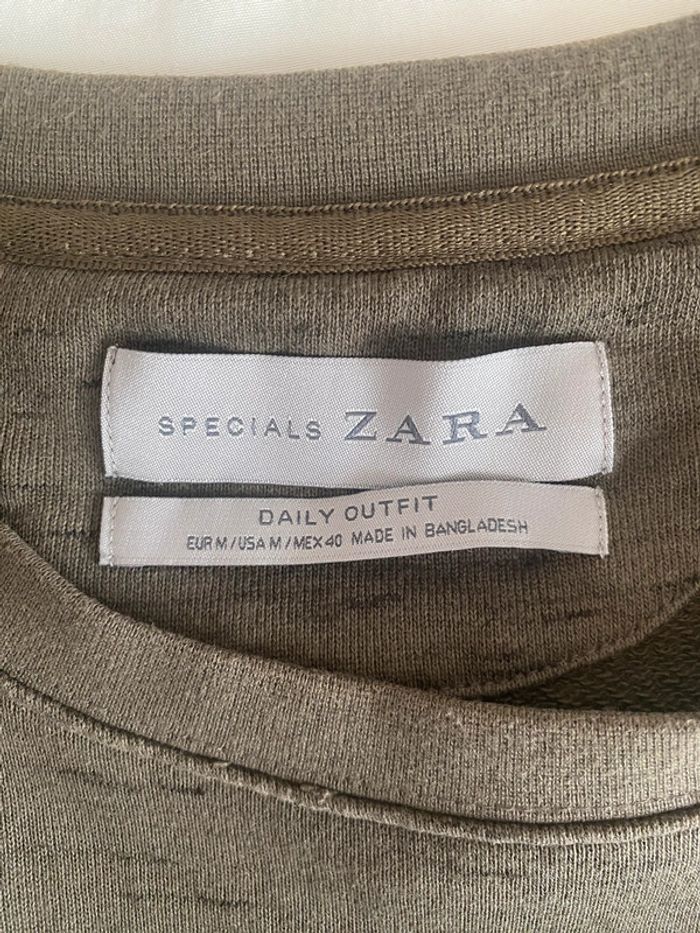 SPECIALS ZARA
DAILY OUTFIT
EUR M / USA M / MEX 40 MADE IN BANGLADESH